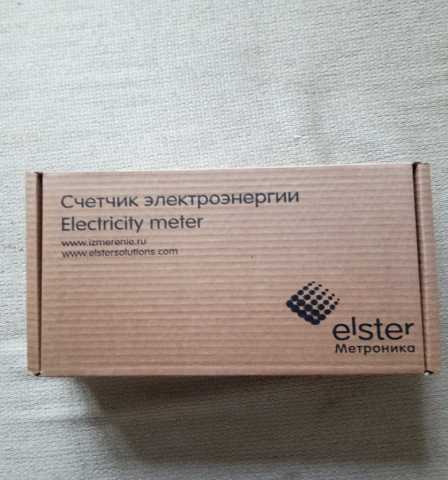 Счетчик электроэнергии
Electricity meter
www.izmerenie.ru
www.elstersolutions.com
elster
Метроника